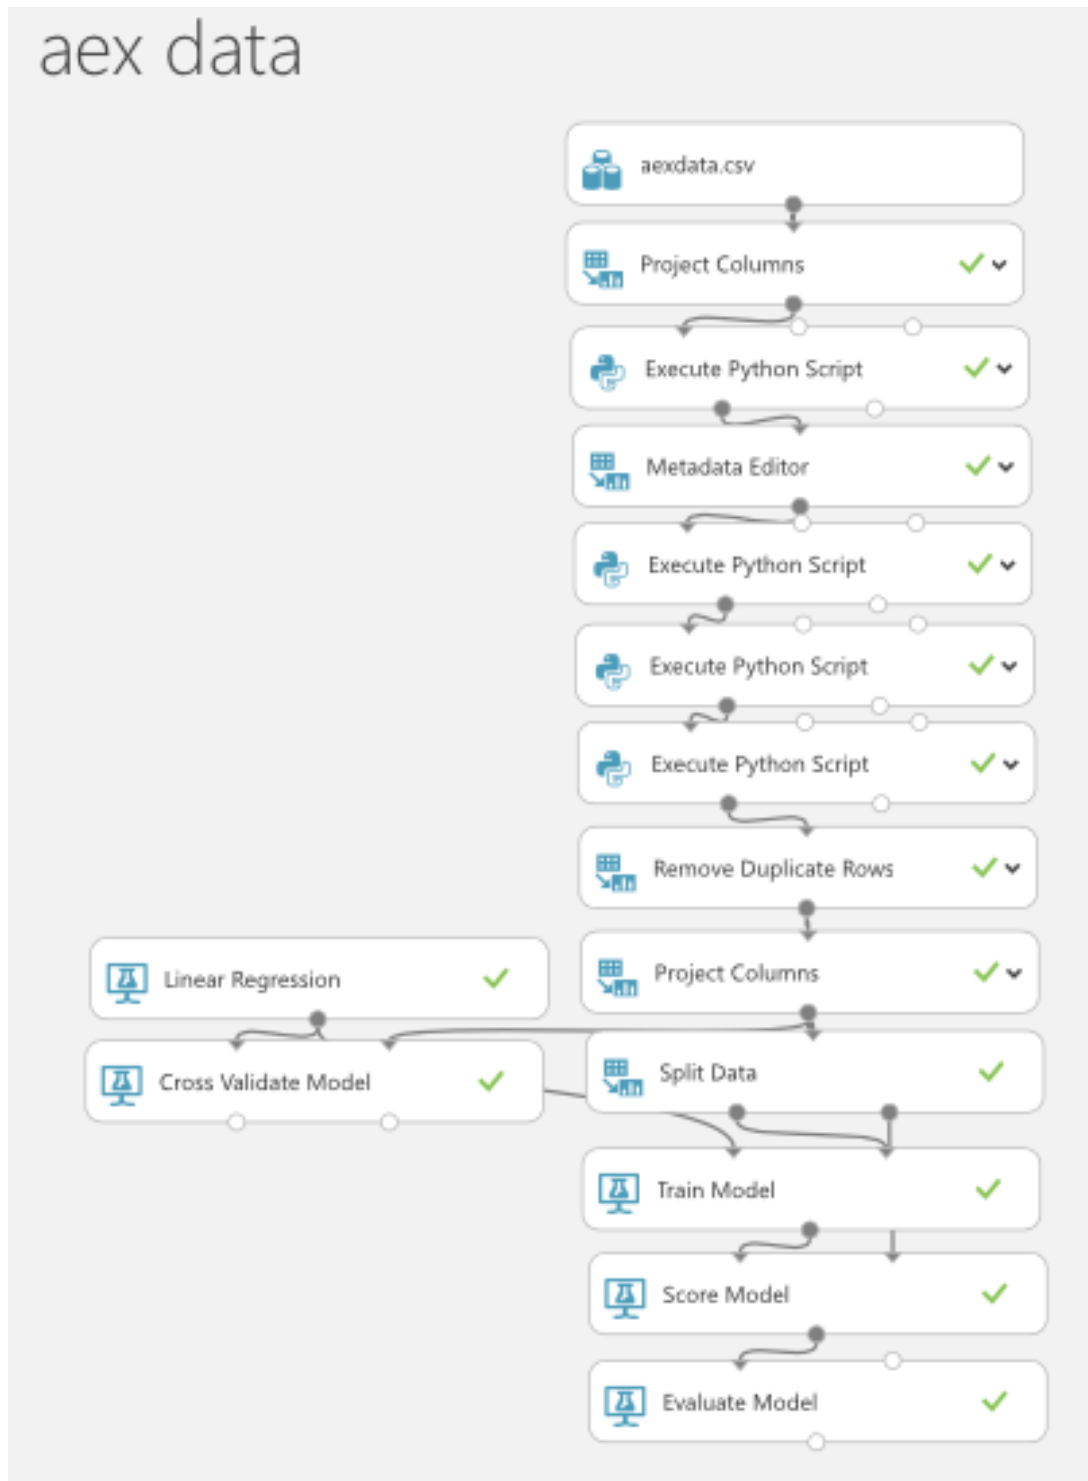 aex data
aexdata.csv
Project Columns
Execute Python Script
Metadata Editor
Execute Python Script
Execute Python Script
Execute Python Script
Remove Duplicate Rows
Project Columns
Linear Regression
Cross Validate Model
Split Data
Train Model
Score Model
Evaluate Model